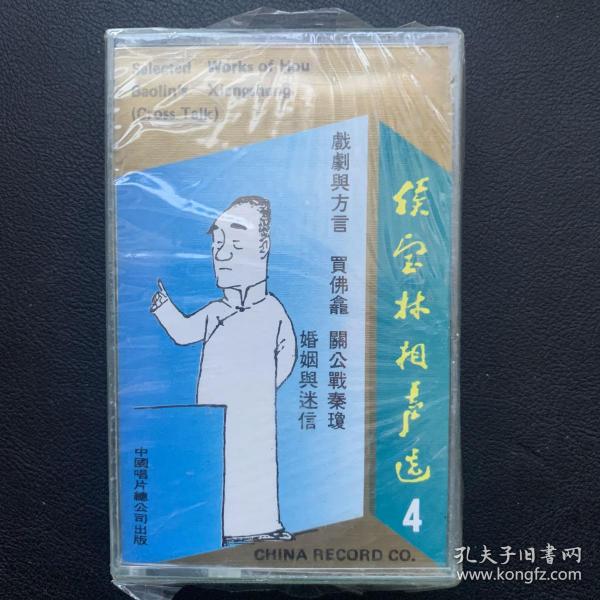 Selected Works of Hou
Baolin's Xiangsheng
(Cross Talk)
侯宝林相声选
4
戲劇與方言
買佛龕
關公戰秦瓊
婚姻與迷信
中國唱片總公司出版
CHINA RECORD CO.
孔夫子旧书网
www.kongfz.com